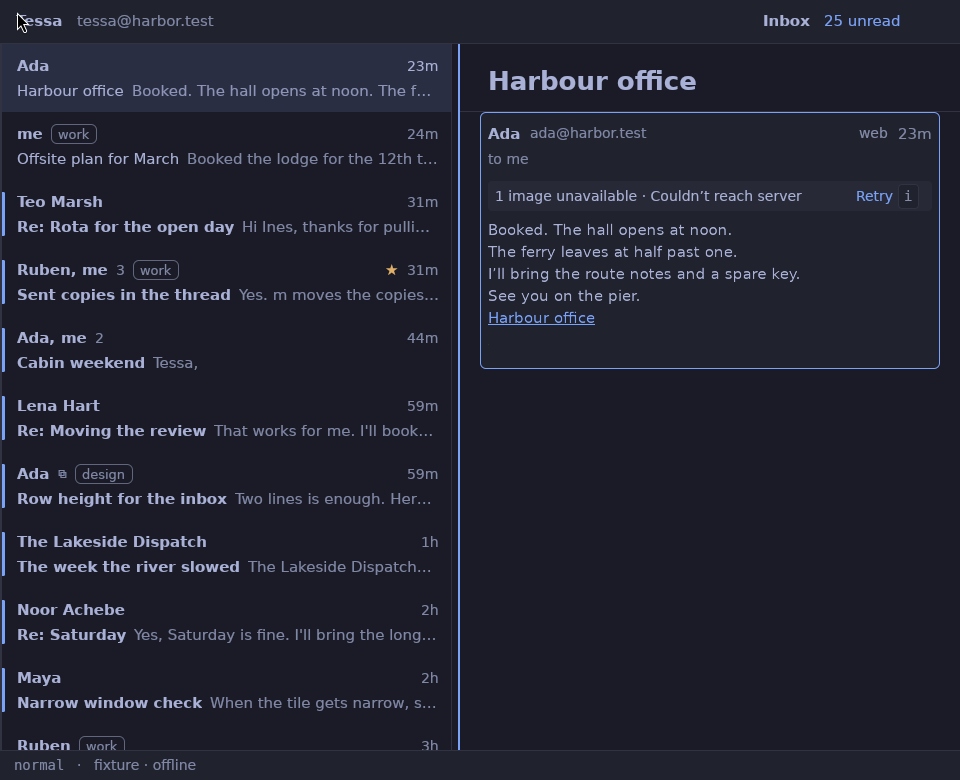 Tessa tessa@harbor.test Inbox 25 unread
Ada 23m
Harbour office Booked. The hall opens at noon. The f…
me work 24m
Offsite plan for March Booked the lodge for the 12th t…
Teo Marsh 31m
Re: Rota for the open day Hi Ines, thanks for pulli…
Ruben, me 3 work ★ 31m
Sent copies in the thread Yes. m moves the copies…
Ada, me 2 44m
Cabin weekend Tessa,
Lena Hart 59m
Re: Moving the review That works for me. I'll book…
Ada design 59m
Row height for the inbox Two lines is enough. Her…
The Lakeside Dispatch 1h
The week the river slowed The Lakeside Dispatch…
Noor Achebe 2h
Re: Saturday Yes, Saturday is fine. I'll bring the long…
Maya 2h
Narrow window check When the tile gets narrow, s…
Ruben work 3h
Harbour office
Ada ada@harbor.test web 23m
to me
1 image unavailable · Couldn’t reach server Retry i
Booked. The hall opens at noon.
The ferry leaves at half past one.
I’ll bring the route notes and a spare key.
See you on the pier.
Harbour office
normal · fixture · offline